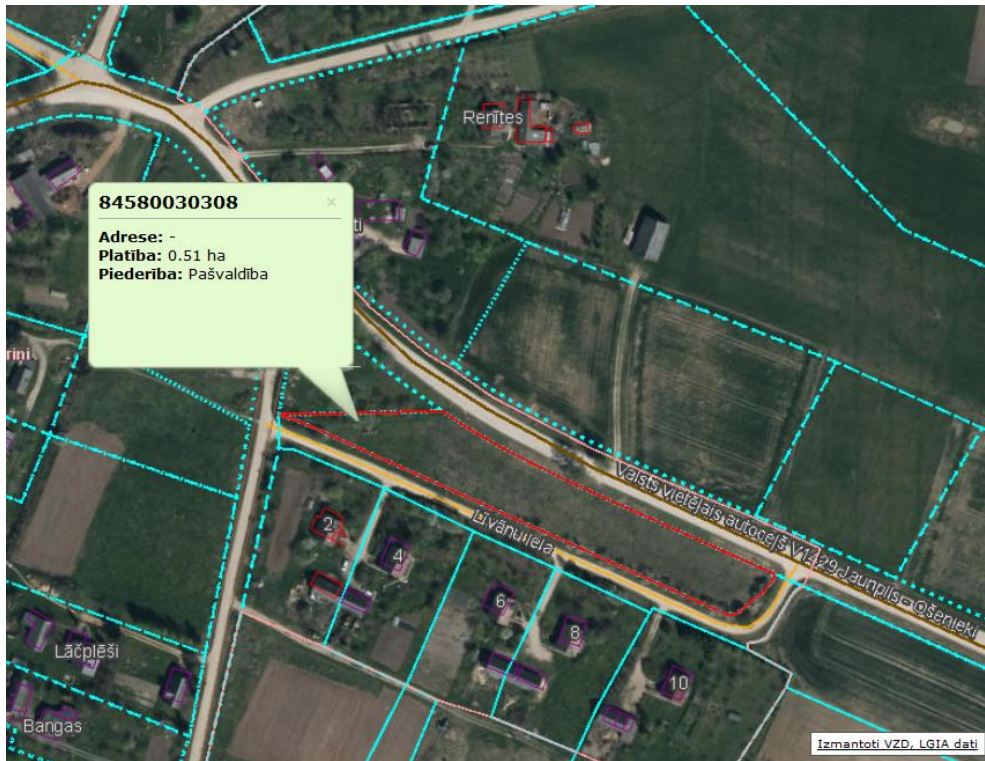 Renītes
84580030308 ×
Adrese: -
Platība: 0.51 ha
Piederība: Pašvaldība
Valsts vietējais autoceļš V1429 Jaunpils - Ošenieki
Līvānu iela
2
4
6
8
10
Lāčplēši
Bangas
Izmantoti VZD, LGIA dati